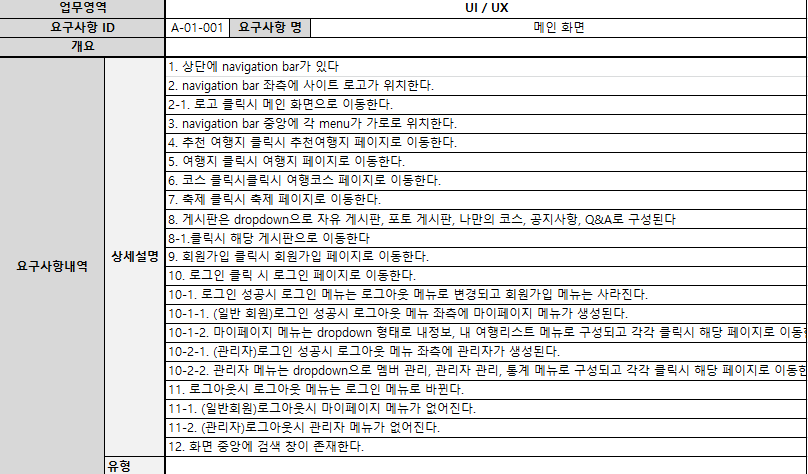 업무영역 UI / UX
요구사항 ID A-01-001 요구사항 명 메인 화면
개요
요구사항내역
상세설명
1. 상단에 navigation bar가 있다
2. navigation bar 좌측에 사이트 로고가 위치한다.
2-1. 로고 클릭시 메인 화면으로 이동한다.
3. navigation bar 중앙에 각 menu가 가로로 위치한다.
4. 추천 여행지 클릭시 추천여행지 페이지로 이동한다.
5. 여행지 클릭시 여행지 페이지로 이동한다.
6. 코스 클릭시클릭시 여행코스 페이지로 이동한다.
7. 축제 클릭시 축제 페이지로 이동한다.
8. 게시판은 dropdown으로 자유 게시판, 포토 게시판, 나만의 코스, 공지사항, Q&A로 구성된다
8-1.클릭시 해당 게시판으로 이동한다
9. 회원가입 클릭시 회원가입 페이지로 이동한다.
10. 로그인 클릭 시 로그인 페이지로 이동한다.
10-1. 로그인 성공시 로그인 메뉴는 로그아웃 메뉴로 변경되고 회원가입 메뉴는 사라진다.
10-1-1. (일반 회원)로그인 성공시 로그아웃 메뉴 좌측에 마이페이지 메뉴가 생성된다.
10-1-2. 마이페이지 메뉴는 dropdown 형태로 내정보, 내 여행리스트 메뉴로 구성되고 각각 클릭시 해당 페이지로 이동한
10-2-1. (관리자)로그인 성공시 로그아웃 메뉴 좌측에 관리자가 생성된다.
10-2-2. 관리자 메뉴는 dropdown으로 멤버 관리, 관리자 관리, 통계 메뉴로 구성되고 각각 클릭시 해당 페이지로 이동한
11. 로그아웃시 로그아웃 메뉴는 로그인 메뉴로 바뀐다.
11-1. (일반회원)로그아웃시 마이페이지 메뉴가 없어진다.
11-2. (관리자)로그아웃시 관리자 메뉴가 없어진다.
12. 화면 중앙에 검색 창이 존재한다.
유형